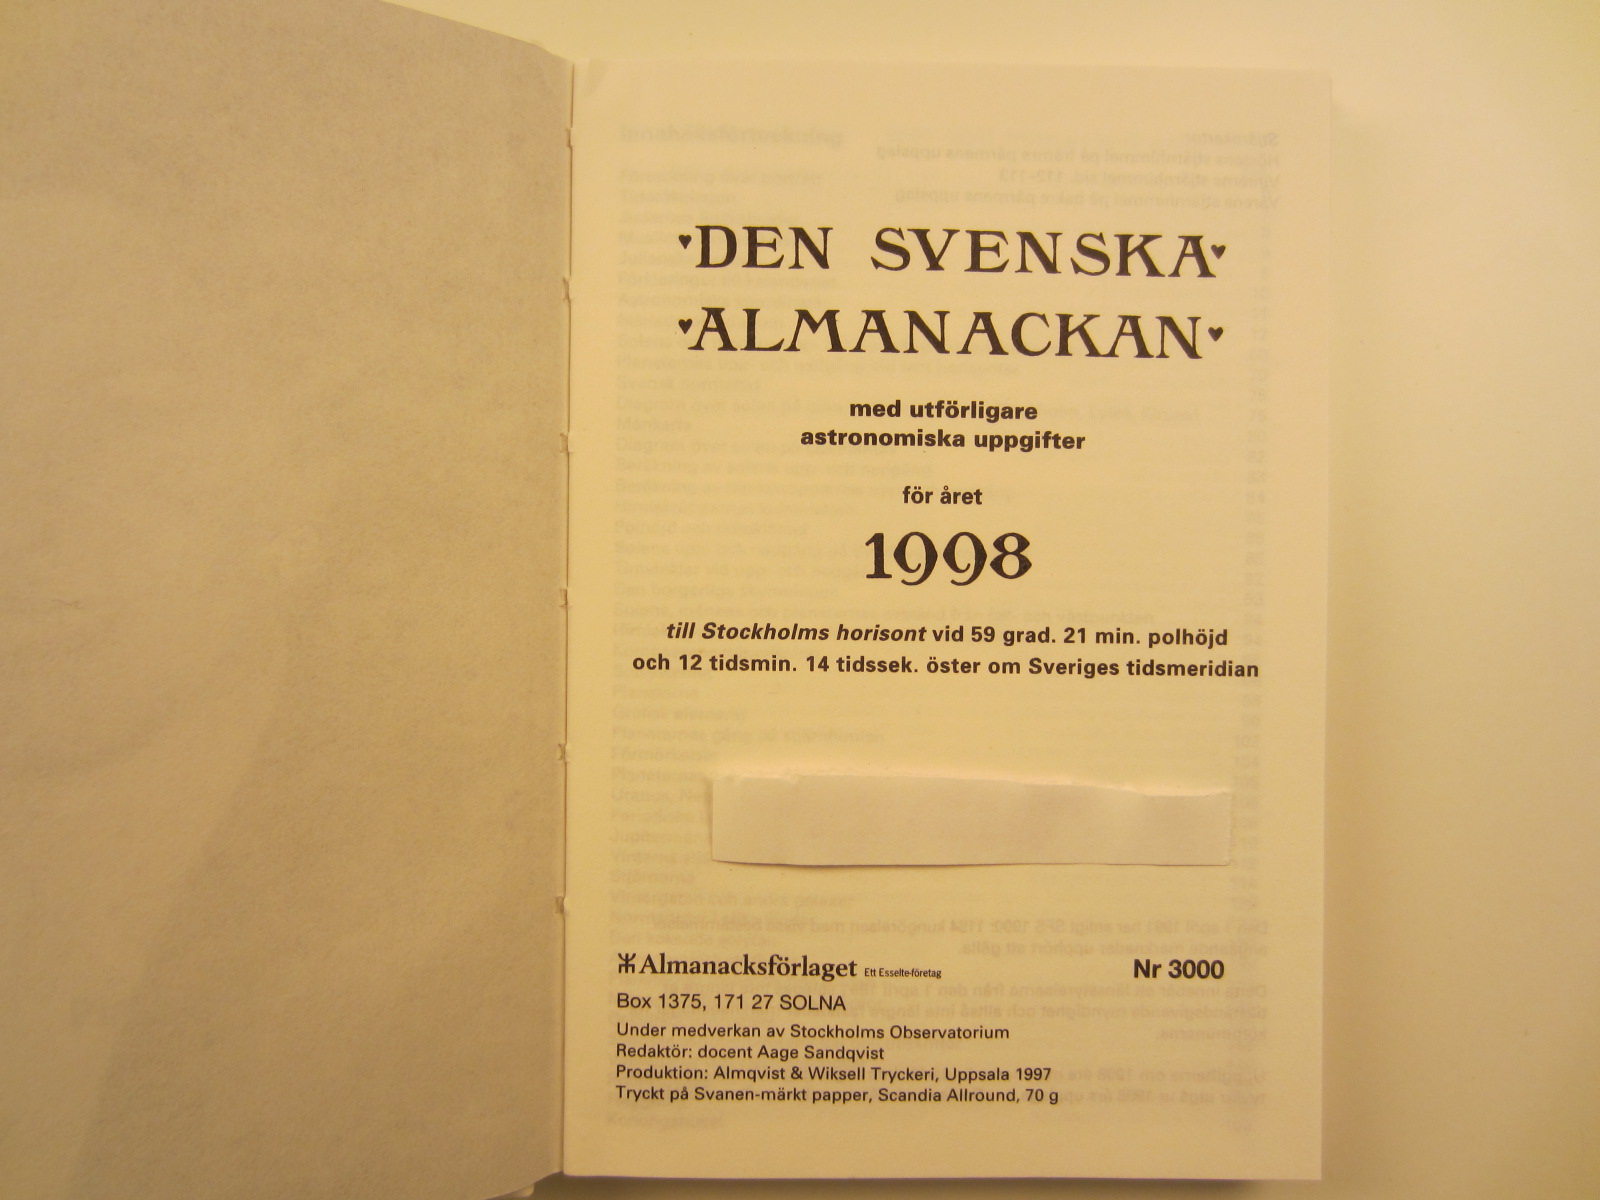 ♥DEN SVENSKA♥
♥ALMANACKAN♥
med utförligare
astronomiska uppgifter
för året
1998
till Stockholms horisont vid 59 grad. 21 min. polhöjd
och 12 tidsmin. 14 tidssek. öster om Sveriges tidsmeridian
Almanacksförlaget Ett Esselte-företag
Nr 3000
Box 1375, 171 27 SOLNA
Under medverkan av Stockholms Observatorium
Redaktör: docent Aage Sandqvist
Produktion: Almqvist & Wiksell Tryckeri, Uppsala 1997
Tryckt på Svanen-märkt papper, Scandia Allround, 70 g